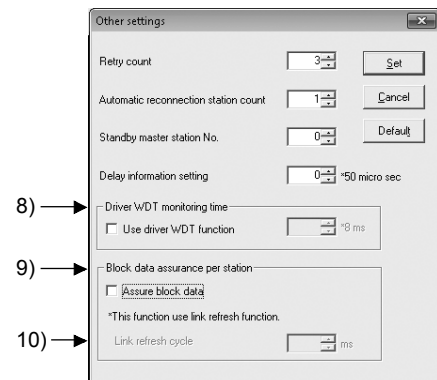 Other settings
Retry count 3 Set
Automatic reconnection station count 1 Cancel
Standby master station No. 0 Default
Delay information setting 0 *50 micro sec
8) Driver WDT monitoring time
Use driver WDT function *8 ms
9) Block data assurance per station
Assure block data
*This function use link refresh function.
10) Link refresh cycle ms